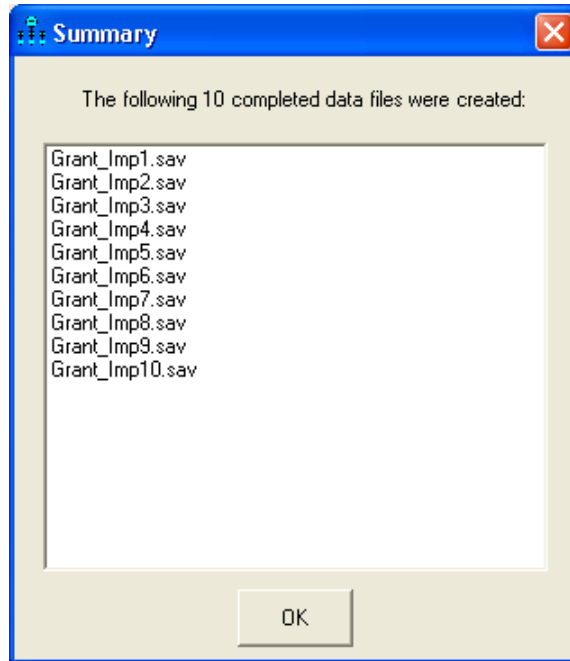 Summary
The following 10 completed data files were created:
Grant_Imp1.sav
Grant_Imp2.sav
Grant_Imp3.sav
Grant_Imp4.sav
Grant_Imp5.sav
Grant_Imp6.sav
Grant_Imp7.sav
Grant_Imp8.sav
Grant_Imp9.sav
Grant_Imp10.sav
OK